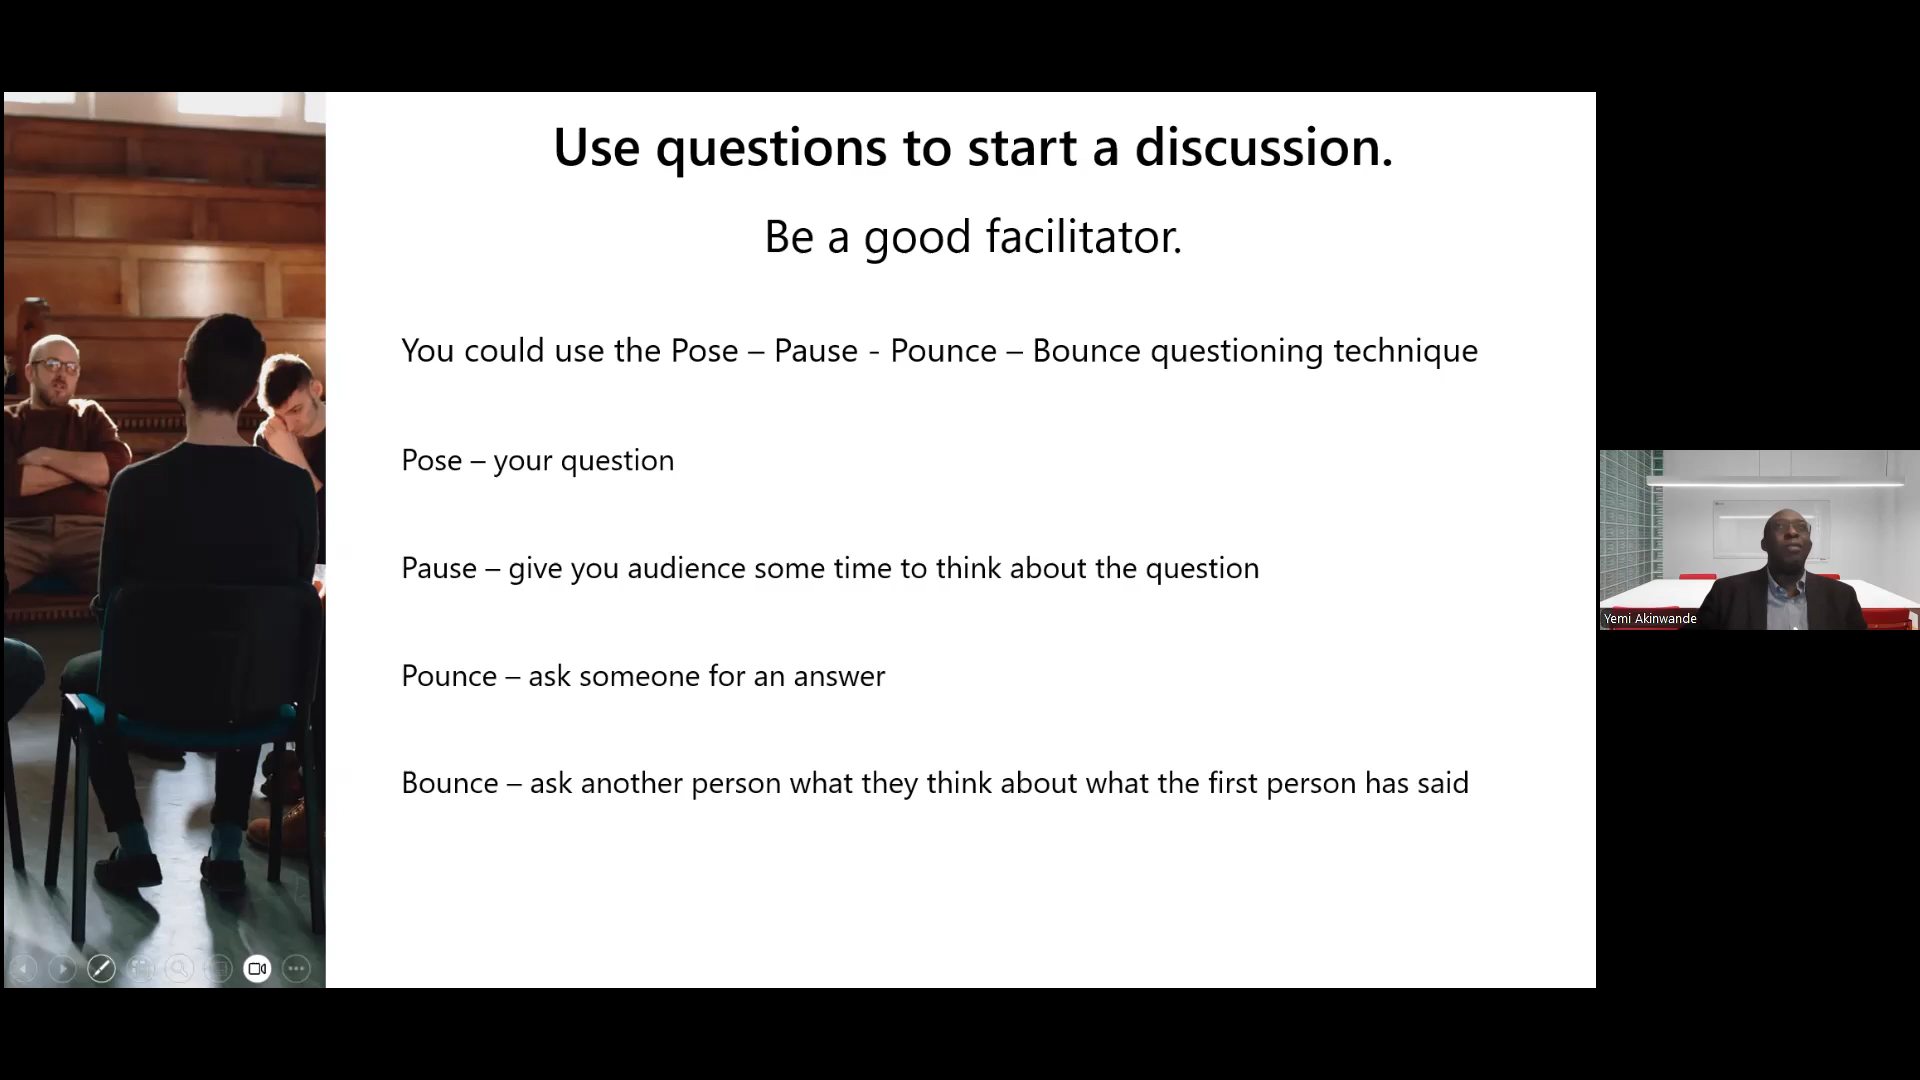 Use questions to start a discussion.
Be a good facilitator.
You could use the Pose – Pause - Pounce – Bounce questioning technique
Pose – your question
Pause – give you audience some time to think about the question
Pounce – ask someone for an answer
Bounce – ask another person what they think about what the first person has said
Yemi Akinwande